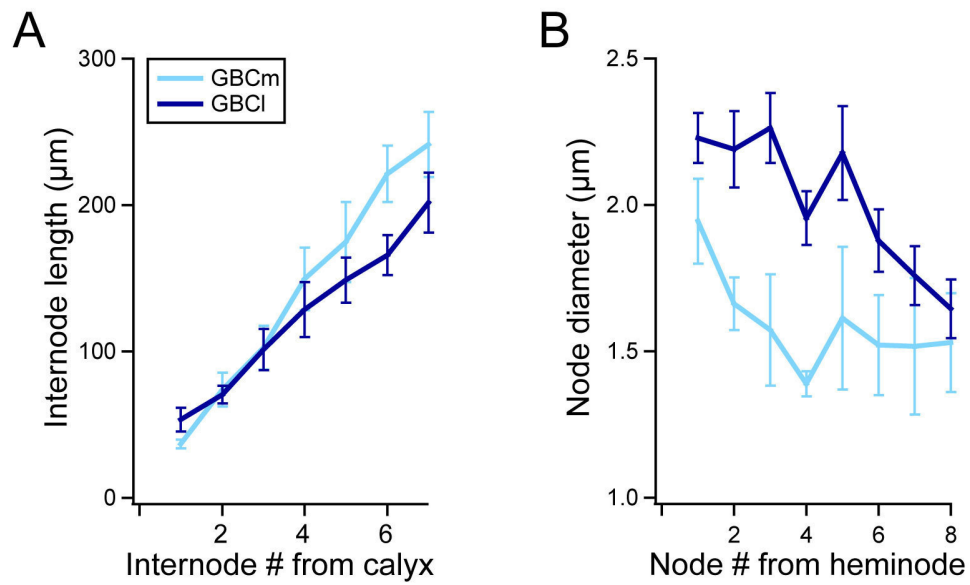 A
B
GBCm
GBCl
Internode length (µm)
300
200
100
0
2 4 6
Internode # from calyx
Node diameter (µm)
2.5
2.0
1.5
1.0
2 4 6 8
Node # from heminode